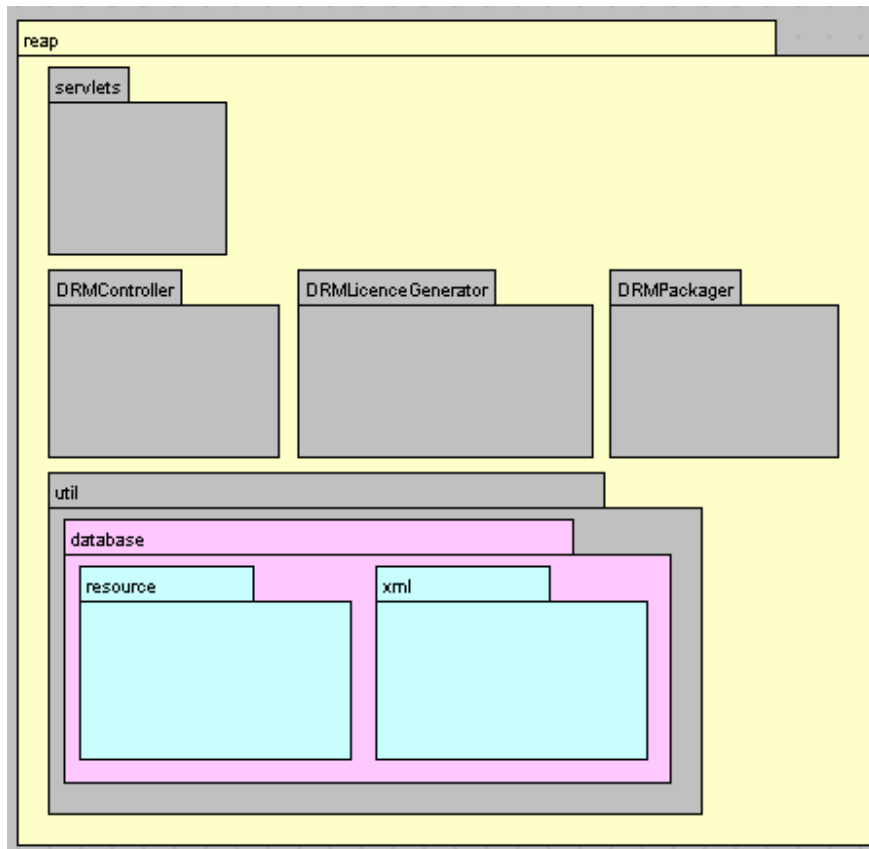 reap
servlets
DRMController
DRMLicenceGenerator
DRMPackager
util
database
resource
xml